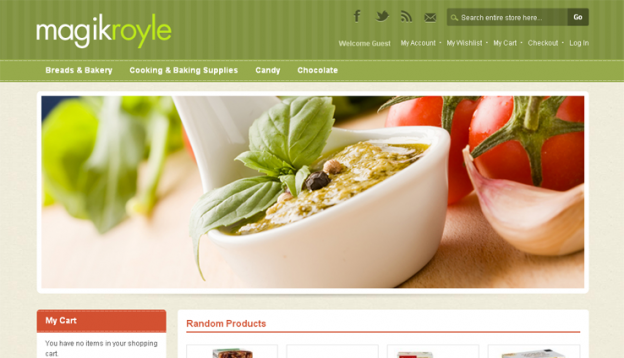 magikroyle
Search entire store here...
Go
Welcome Guest
My Account
My Wishlist
My Cart
Checkout
Log In
Breads & Bakery
Cooking & Baking Supplies
Candy
Chocolate
My Cart
You have no items in your shopping
cart.
Random Products